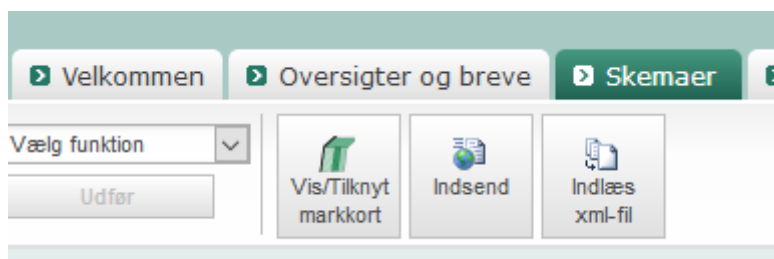 Velkommen
Oversigter og breve
Skemaer
Vælg funktion
Udfør
Vis/Tilknyt
markkort
Indsend
Indlæs
xml-fil